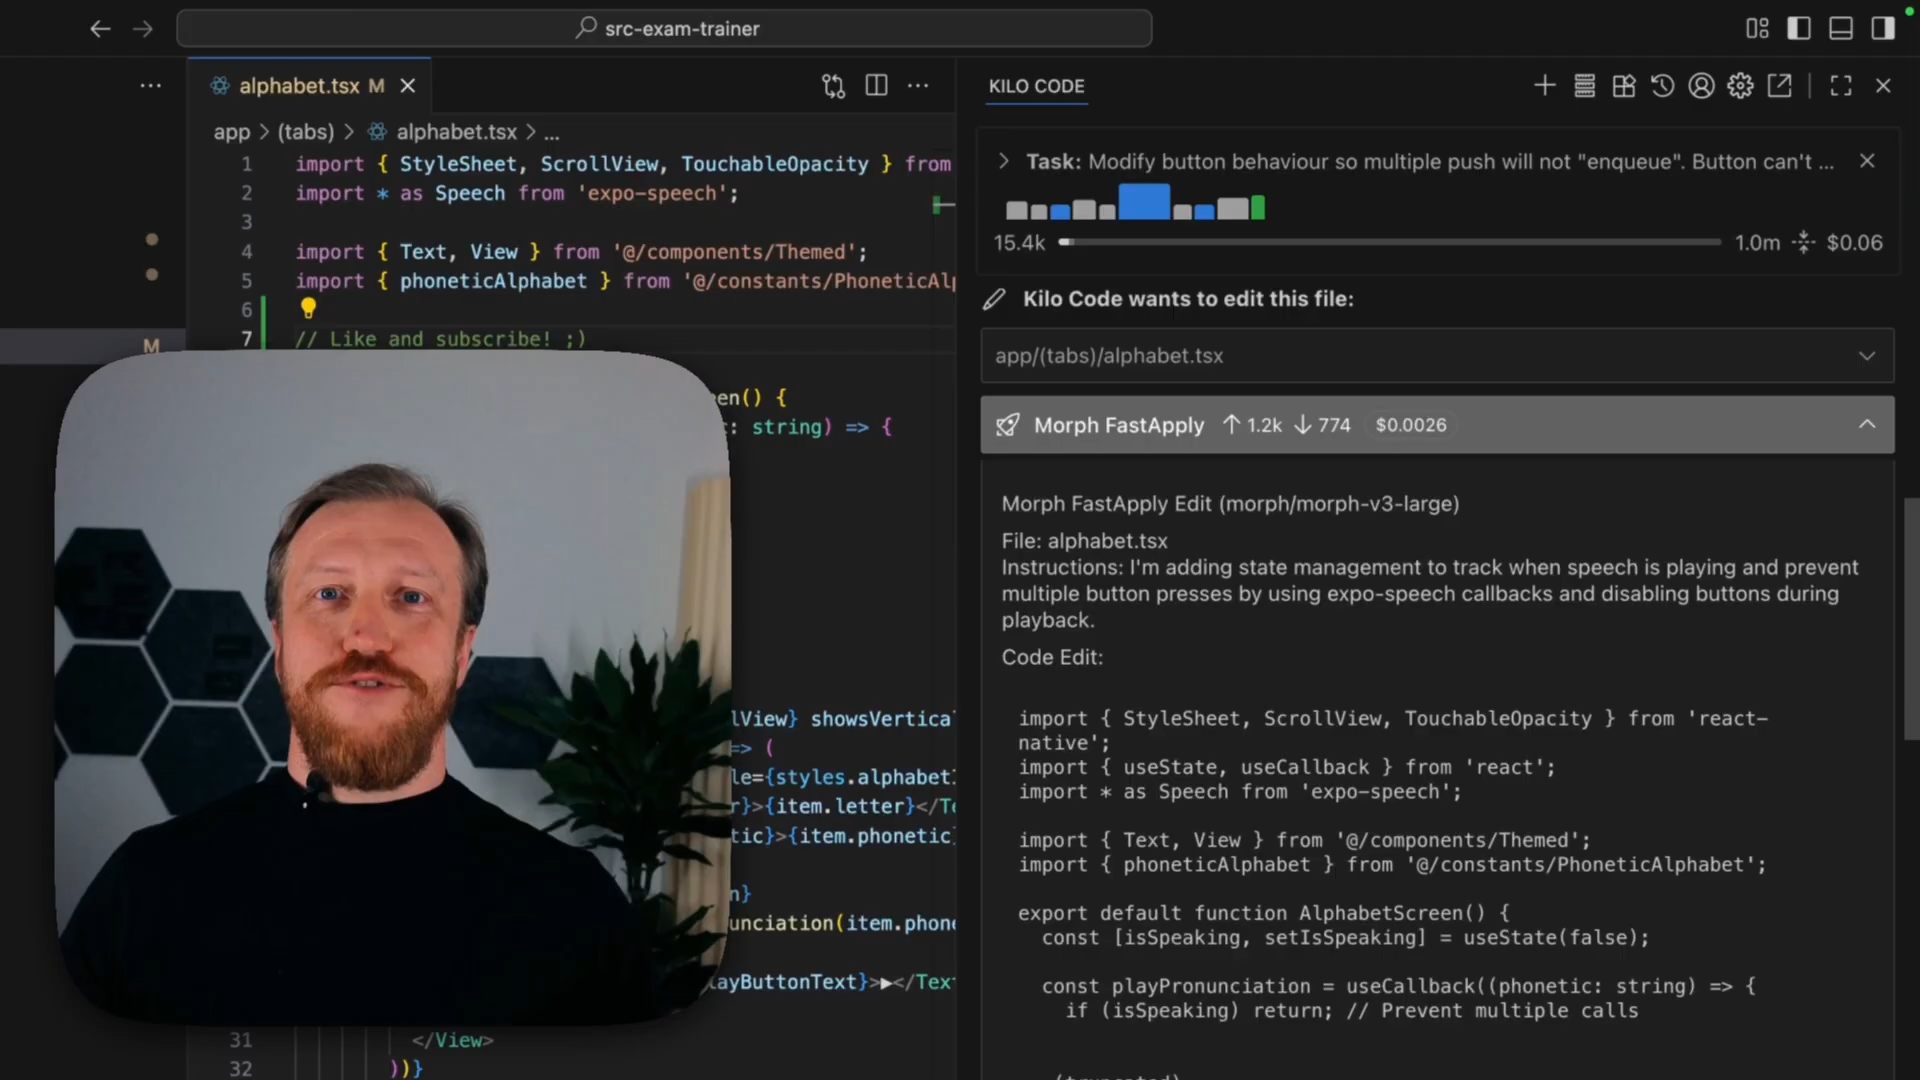 src-exam-trainer
alphabet.tsx M
app > (tabs) > alphabet.tsx > ...
1 import { StyleSheet, ScrollView, TouchableOpacity } from
2 import * as Speech from 'expo-speech';
3
4 import { Text, View } from '@/components/Themed';
5 import { phoneticAlphabet } from '@/constants/PhoneticAl
6
7 // Like and subscribe! ;)
M
en() {
: string) => {
lView} showsVertica
=> (
le={styles.alphabetI
r}>{item.letter}</Te
tic}>{item.phonetic}
n}
unciation(item.phone
ayButtonText}>▶</Text
31 </View>
32 ))}
KILO CODE
Task: Modify button behaviour so multiple push will not "enqueue". Button can't ...
15.4k 1.0m $0.06
Kilo Code wants to edit this file:
app/(tabs)/alphabet.tsx
Morph FastApply ↑ 1.2k ↓ 774 $0.0026
Morph FastApply Edit (morph/morph-v3-large)
File: alphabet.tsx
Instructions: I'm adding state management to track when speech is playing and prevent
multiple button presses by using expo-speech callbacks and disabling buttons during
playback.
Code Edit:
import { StyleSheet, ScrollView, TouchableOpacity } from 'react-
native';
import { useState, useCallback } from 'react';
import * as Speech from 'expo-speech';
import { Text, View } from '@/components/Themed';
import { phoneticAlphabet } from '@/constants/PhoneticAlphabet';
export default function AlphabetScreen() {
const [isSpeaking, setIsSpeaking] = useState(false);
const playPronunciation = useCallback((phonetic: string) => {
if (isSpeaking) return; // Prevent multiple calls